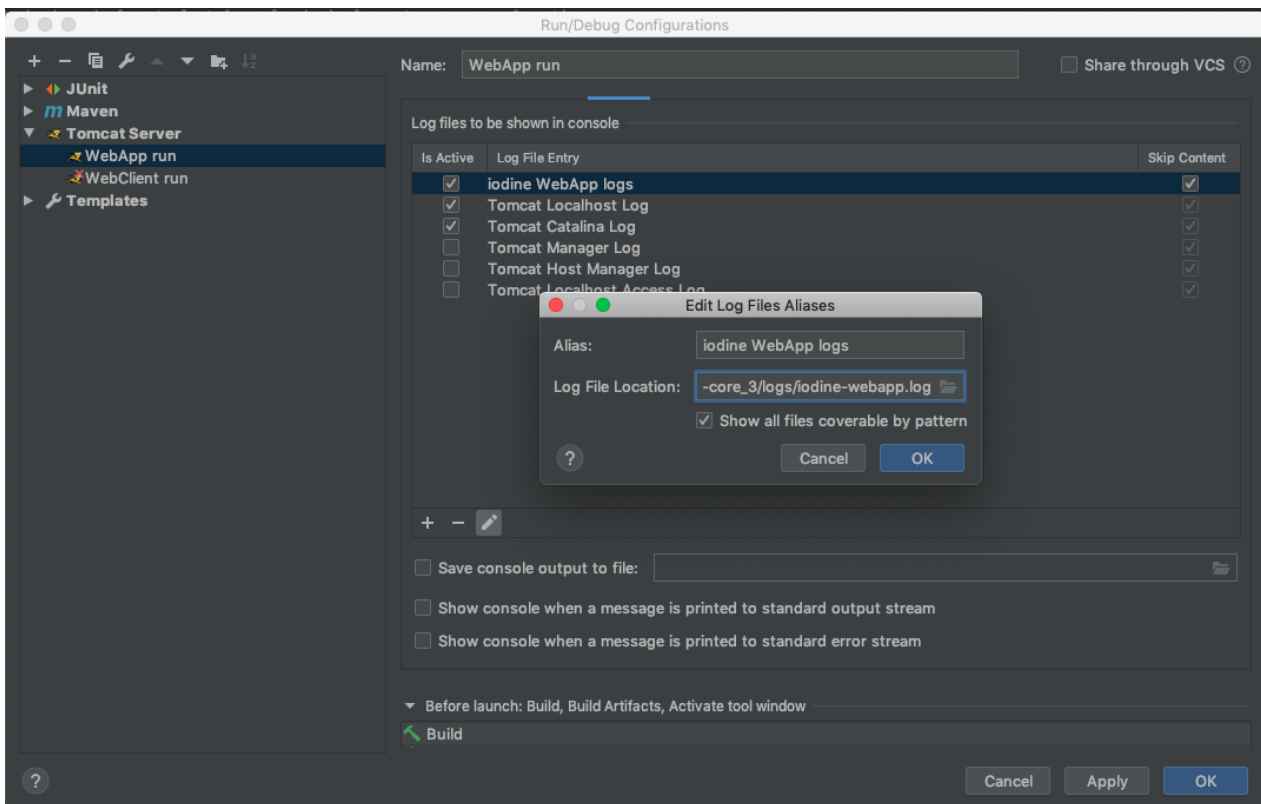 Run/Debug Configurations
Name: WebApp run
Share through VCS ?
JUnit
Maven
Tomcat Server
WebApp run
WebClient run
Templates
Log files to be shown in console
Is Active Log File Entry Skip Content
iodine WebApp logs
Tomcat Localhost Log
Tomcat Catalina Log
Tomcat Manager Log
Tomcat Host Manager Log
Tomcat Localhost Access Log
Edit Log Files Aliases
Alias: iodine WebApp logs
Log File Location: -core_3/logs/iodine-webapp.log
Show all files coverable by pattern
? Cancel OK
Save console output to file:
Show console when a message is printed to standard output stream
Show console when a message is printed to standard error stream
Before launch: Build, Build Artifacts, Activate tool window
Build
? Cancel Apply OK